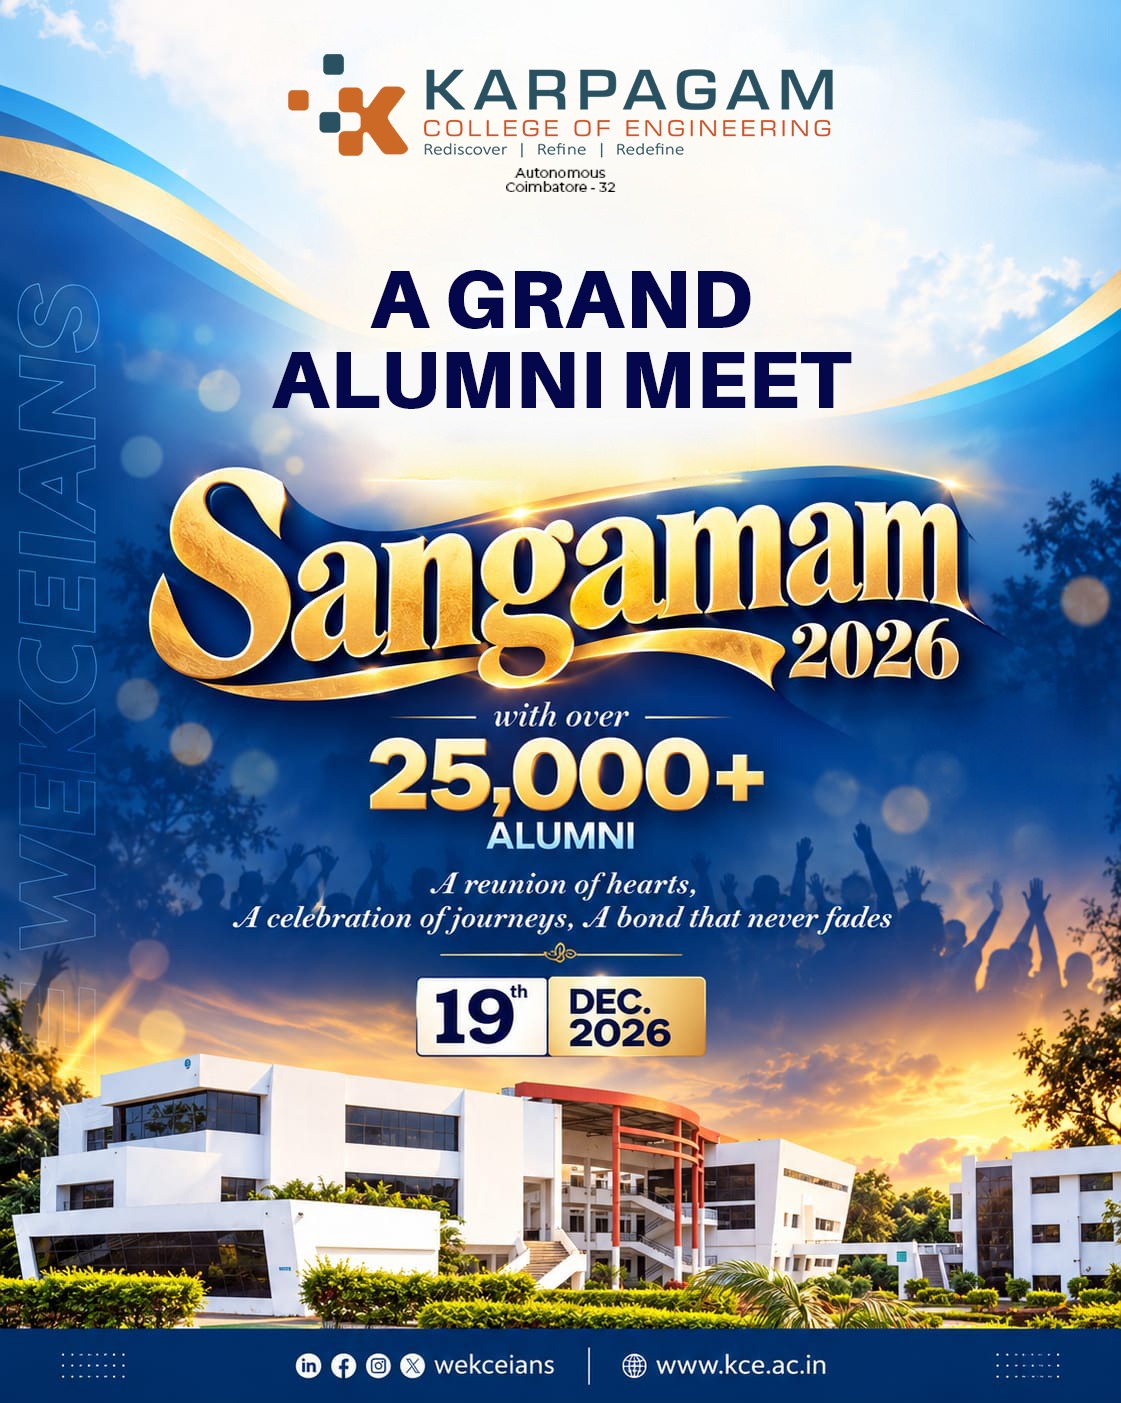 KARPAGAM
COLLEGE OF ENGINEERING
Rediscover | Refine | Redefine
Autonomous
Coimbatore - 32
A GRAND
ALUMNI MEET
Sangamam
2026
with over
25,000+
ALUMNI
A reunion of hearts,
A celebration of journeys, A bond that never fades
19th DEC.
2026
# WEKCEIANS
wekceians | www.kce.ac.in